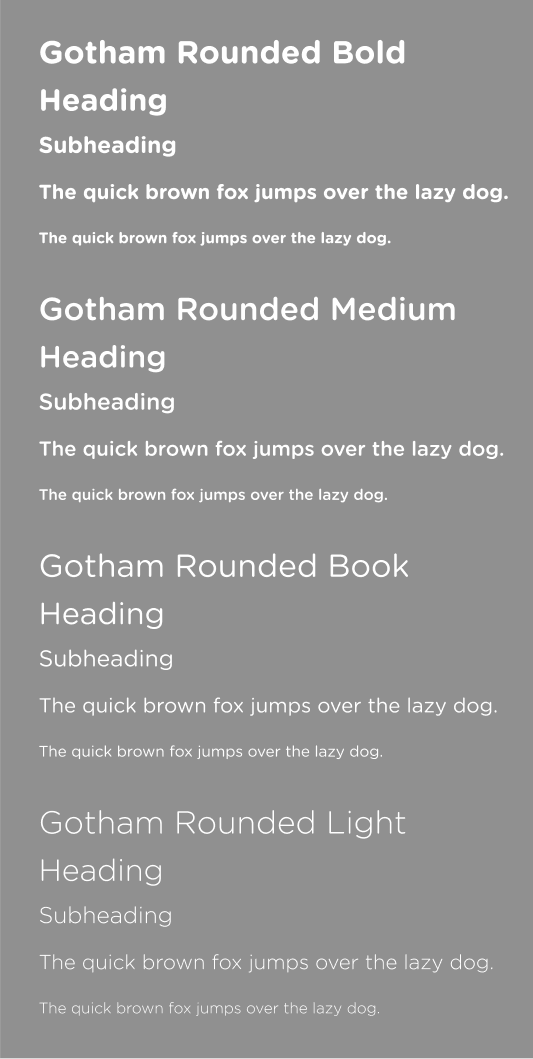 Gotham Rounded Bold
Heading
Subheading
The quick brown fox jumps over the lazy dog.
The quick brown fox jumps over the lazy dog.
Gotham Rounded Medium
Heading
Subheading
The quick brown fox jumps over the lazy dog.
The quick brown fox jumps over the lazy dog.
Gotham Rounded Book
Heading
Subheading
The quick brown fox jumps over the lazy dog.
The quick brown fox jumps over the lazy dog.
Gotham Rounded Light
Heading
Subheading
The quick brown fox jumps over the lazy dog.
The quick brown fox jumps over the lazy dog.